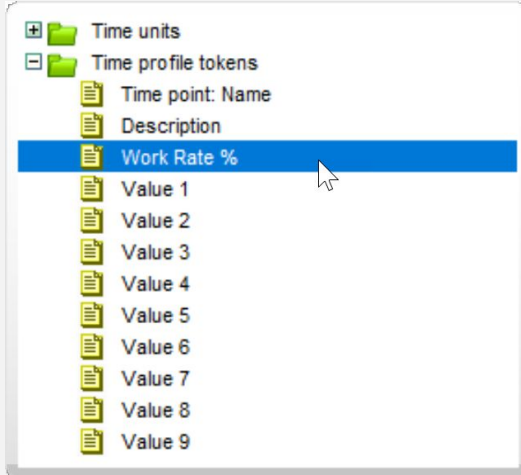 Time units
Time profile tokens
Time point: Name
Description
Work Rate %
Value 1
Value 2
Value 3
Value 4
Value 5
Value 6
Value 7
Value 8
Value 9